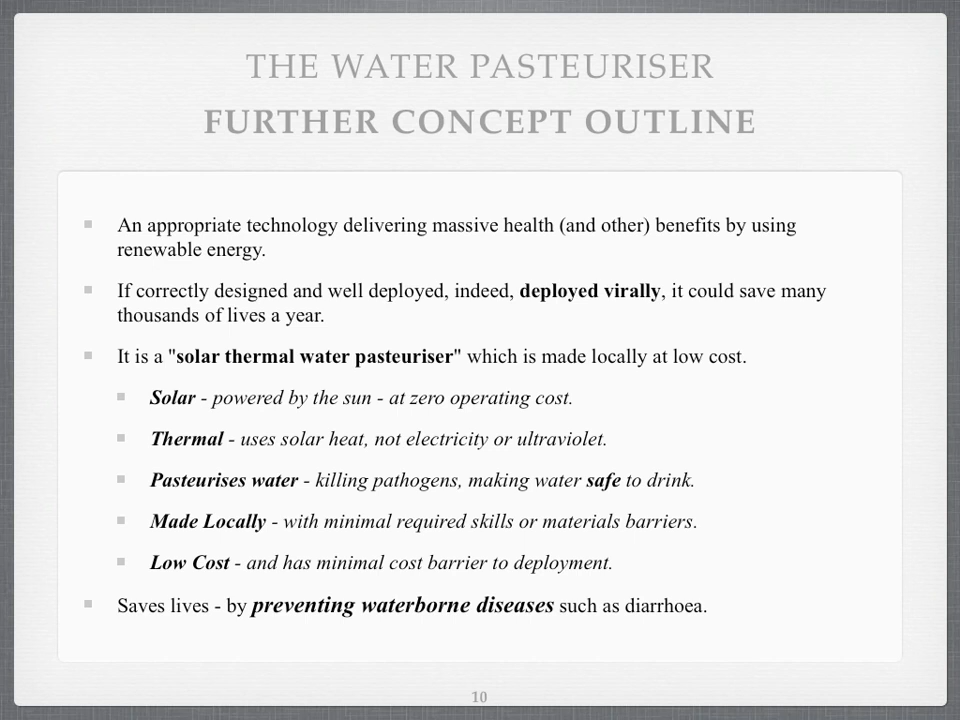 THE WATER PASTEURISER
FURTHER CONCEPT OUTLINE
An appropriate technology delivering massive health (and other) benefits by using
renewable energy.
If correctly designed and well deployed, indeed, deployed virally, it could save many
thousands of lives a year.
It is a "solar thermal water pasteuriser" which is made locally at low cost.
Solar - powered by the sun - at zero operating cost.
Thermal - uses solar heat, not electricity or ultraviolet.
Pasteurises water - killing pathogens, making water safe to drink.
Made Locally - with minimal required skills or materials barriers.
Low Cost - and has minimal cost barrier to deployment.
Saves lives - by preventing waterborne diseases such as diarrhoea.
10